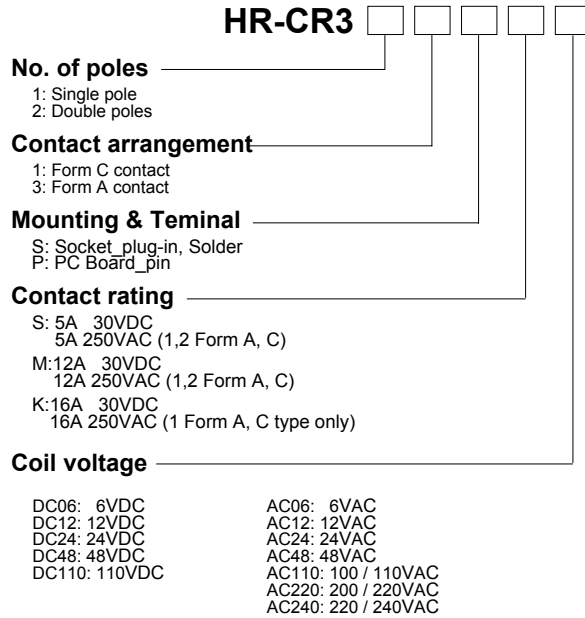 HR-CR3
No. of poles
1: Single pole
2: Double poles
Contact arrangement
1: Form C contact
3: Form A contact
Mounting & Teminal
S: Socket_plug-in, Solder
P: PC Board_pin
Contact rating
S: 5A 30VDC
5A 250VAC (1,2 Form A, C)
M:12A 30VDC
12A 250VAC (1,2 Form A, C)
K:16A 30VDC
16A 250VAC (1 Form A, C type only)
Coil voltage
DC06: 6VDC
DC12: 12VDC
DC24: 24VDC
DC48: 48VDC
DC110: 110VDC
AC06: 6VAC
AC12: 12VAC
AC24: 24VAC
AC48: 48VAC
AC110: 100 / 110VAC
AC220: 200 / 220VAC
AC240: 220 / 240VAC